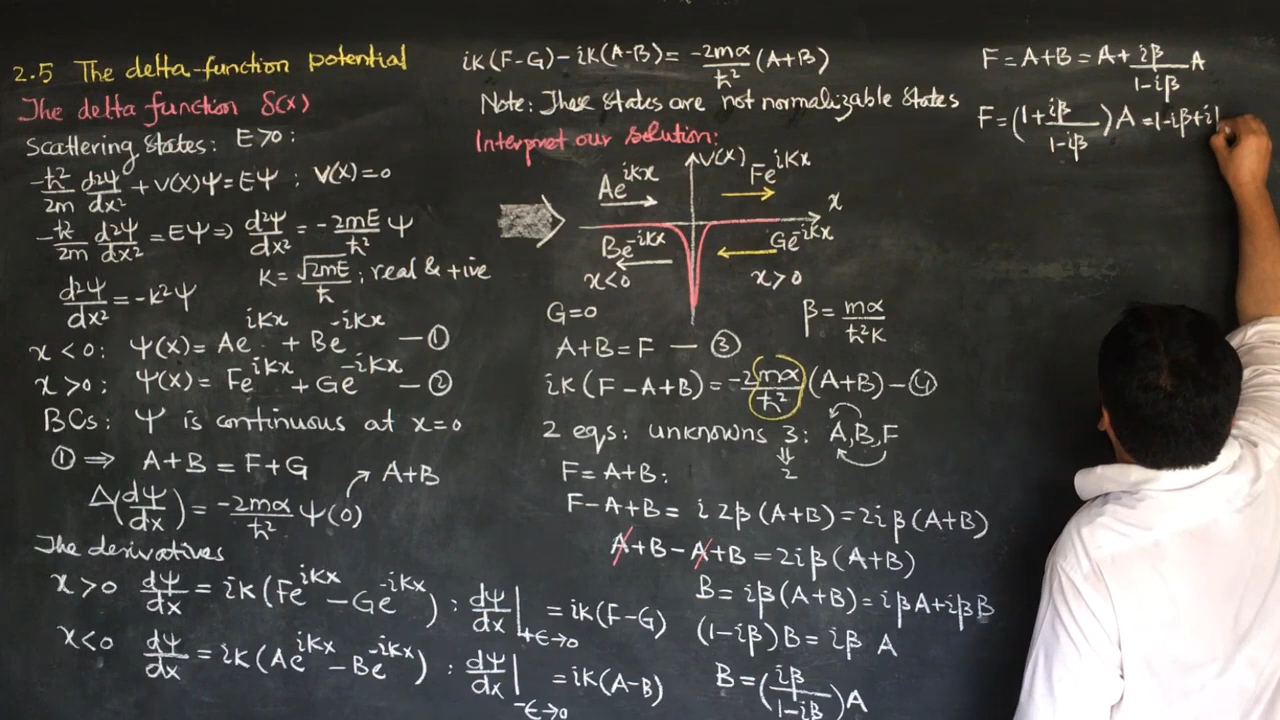 2.5 The delta-function potential
The delta function δ(x)
Scattering states: E>0:
-ħ²/2m d²ψ/dx² + V(x)ψ = Eψ ; V(x)=0
-ħ/2m d²ψ/dx² = Eψ ⇒ d²ψ/dx² = -2mE/ħ² ψ
d²ψ/dx² = -k²ψ
k = √2mE/ħ ; real & +ive
x<0: ψ(x) = Ae^{ikx} + Be^{-ikx} — ①
x>0: ψ(x) = Fe^{ikx} + Ge^{-ikx} — ②
BCs: ψ is continuous at x=0
① ⇒ A+B = F+G
Δ(dψ/dx) = -2mα/ħ² ψ(0) ↗ A+B
The derivatives
x>0 dψ/dx = ik(Fe^{ikx} - Ge^{-ikx}) : dψ/dx|_{+ϵ→0} = ik(F-G)
x<0 dψ/dx = ik(Ae^{ikx} - Be^{-ikx}) : dψ/dx|_{-ϵ→0} = ik(A-B)
ik(F-G) - ik(A-B) = -2mα/ħ² (A+B)
Note: These states are not normalizable states
Interpret our solution:
V(x)
Ae^{ikx}
Fe^{ikx}
x
Be^{-ikx}
Ge^{-ikx}
x<0
x>0
G=0
β = mα/ħ²k
A+B = F — ③
ik(F-A+B) = -2mα/ħ² (A+B) — ④
2 eqs: unknowns 3: A,B,F
⇓
2
F = A+B:
F-A+B = i2β(A+B) = 2iβ(A+B)
A+B-A+B = 2iβ(A+B)
B = iβ(A+B) = iβA+iβB
(1-iβ)B = iβ A
B = (iβ/1-iβ)A
F = A+B = A + iβ/1-iβ A
F = (1+ iβ/1-iβ)A = 1-iβ+i